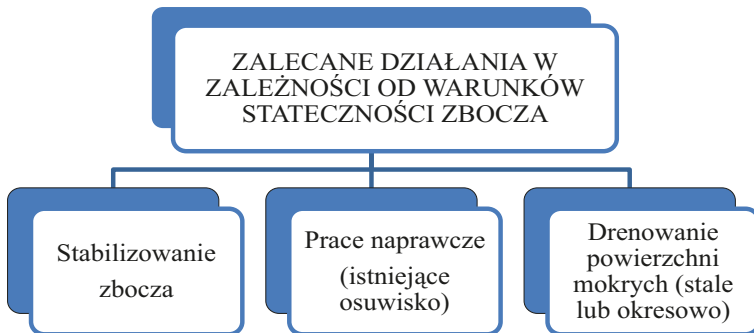 ZALECANE DZIAŁANIA W
ZALEŻNOŚCI OD WARUNKÓW
STATECZNOŚCI ZBOCZA
Stabilizowanie
zbocza
Prace naprawcze
(istniejące
osuwisko)
Drenowanie
powierzchni
mokrych (stale
lub okresowo)